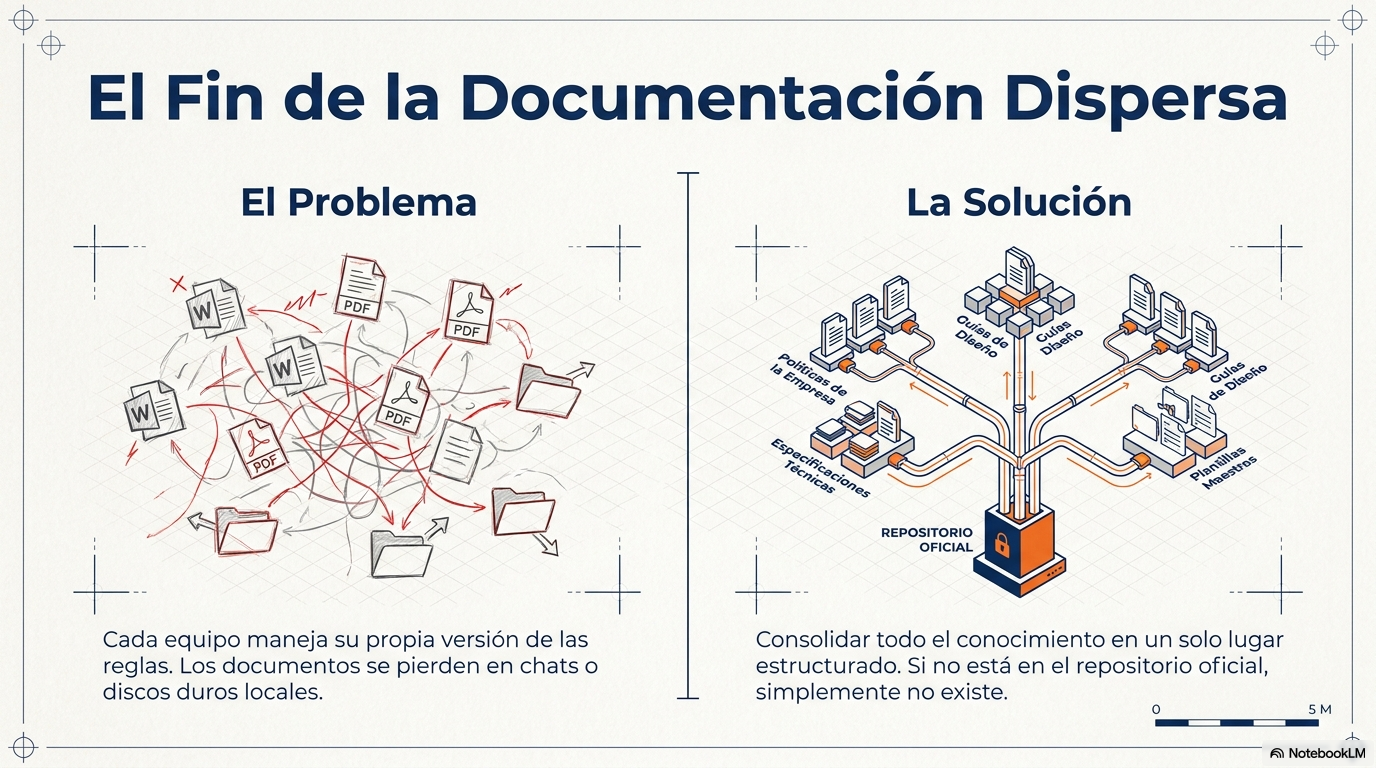 El Fin de la Documentación Dispersa
El Problema
W
PDF
PDF
W
W
PDF
PDF
Cada equipo maneja su propia versión de las
reglas. Los documentos se pierden en chats o
discos duros locales.
La Solución
Guías de
Diseño
Guías
Diseño
Políticas de
la Empresa
Guías
de Diseño
Especificaciones
Técnicas
Plantillas
Maestros
REPOSITORIO
OFICIAL
Consolidar todo el conocimiento en un solo lugar
estructurado. Si no está en el repositorio oficial,
simplemente no existe.
0 5 M
NotebookLM